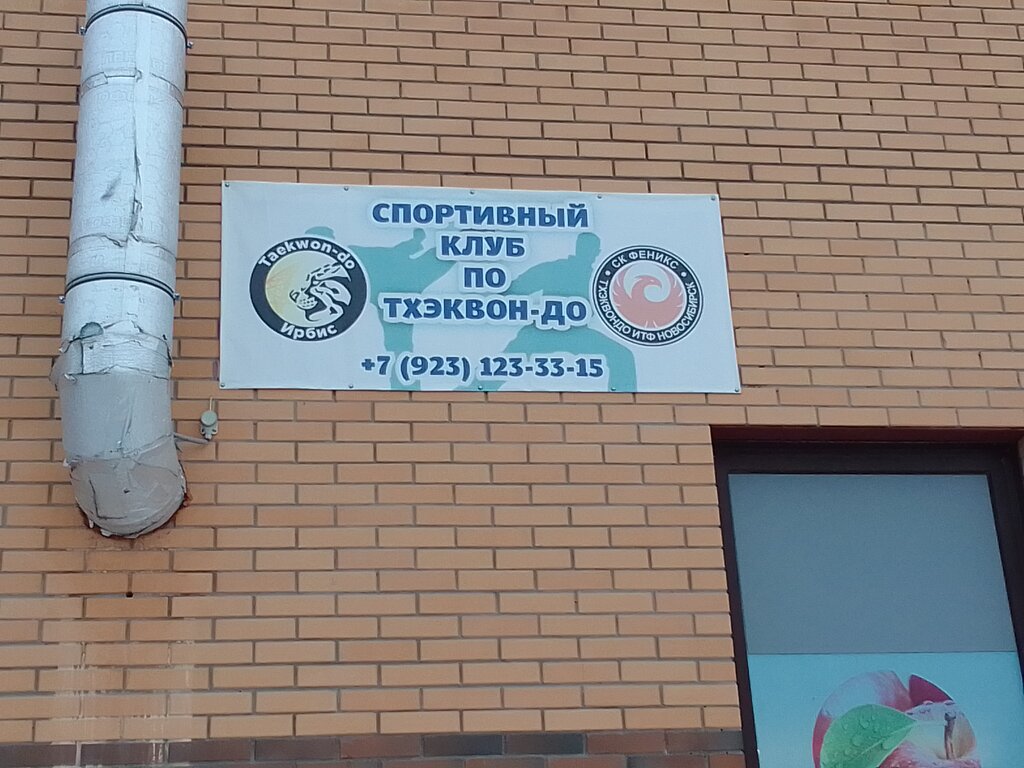 СПОРТИВНЫЙ
КЛУБ
ПО
ТХЭКВОН-ДО
+7 (923) 123-33-15
Taekwon-do
Ирбис
• СК ФЕНИКС •
ТХЭКВОНДО ИТФ НОВОСИБИРСК